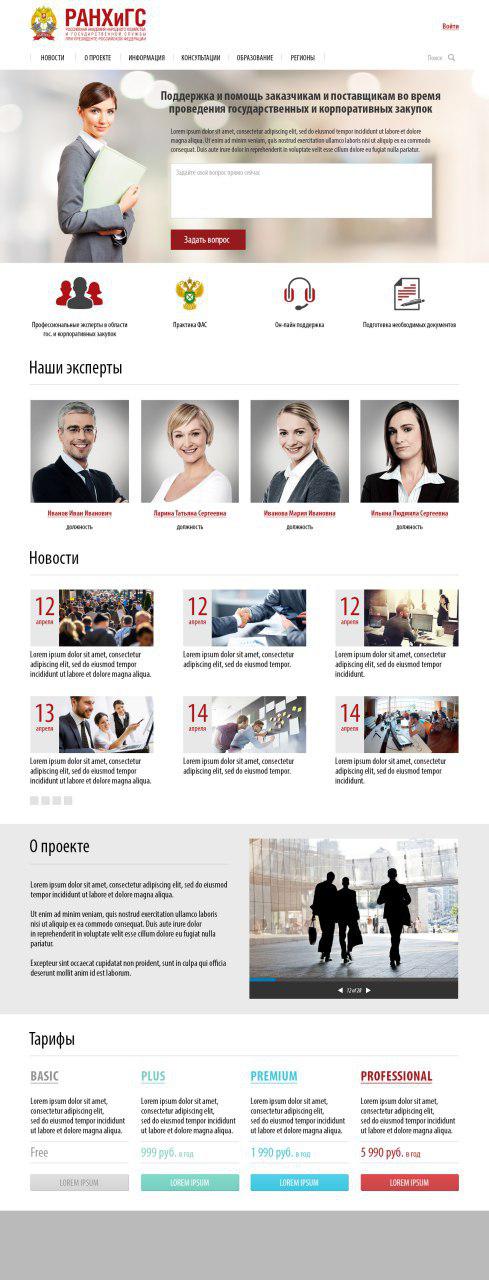 РАНХиГС
РОССИЙСКАЯ АКАДЕМИЯ НАРОДНОГО ХОЗЯЙСТВА
И ГОСУДАРСТВЕННОЙ СЛУЖБЫ
ПРИ ПРЕЗИДЕНТЕ РОССИЙСКОЙ ФЕДЕРАЦИИ
Войти
НОВОСТИ О ПРОЕКТЕ ИНФОРМАЦИЯ КОНСУЛЬТАЦИИ ОБРАЗОВАНИЕ РЕГИОНЫ Поиск
Поддержка и помощь заказчикам и поставщикам во время
проведения государственных и корпоративных закупок
Lorem ipsum dolor sit amet, consectetur adipiscing elit, sed do eiusmod tempor incididunt ut labore et dolore
magna aliqua. Ut enim ad minim veniam, quis nostrud exercitation ullamco laboris nisi ut aliquip ex ea commodo
consequat. Duis aute irure dolor in reprehenderit in voluptate velit esse cillum dolore eu fugiat nulla pariatur.
Задайте свой вопрос прямо сейчас
Задать вопрос
Профессиональные эксперты в области
гос. и корпоративных закупок
Практика ФАС
Он-лайн поддержка
Подготовка необходимых документов
Наши эксперты
Иванов Иван Иванович
должность
Ларина Татьяна Сергеевна
должность
Иванова Мария Ивановна
должность
Ильина Людмила Сергеевна
должность
Новости
12
апреля
Lorem ipsum dolor sit amet, consectetur
adipiscing elit, sed do eiusmod tempor
incididunt ut labore et dolore magna aliqua.
12
апреля
Lorem ipsum dolor sit amet, consectetur
adipiscing elit, sed do eiusmod tempor.
12
апреля
Lorem ipsum dolor sit amet, consectetur
adipiscing elit, sed do eiusmod tempor
incididunt.
13
апреля
Lorem ipsum dolor sit amet, consectetur
adipiscing elit, sed do eiusmod tempor
incididunt ut labore et dolore magna aliqua.
14
апреля
Lorem ipsum dolor sit amet, consectetur
adipiscing elit, sed do eiusmod tempor.
14
апреля
Lorem ipsum dolor sit amet, consectetur
adipiscing elit, sed do eiusmod tempor
incididunt.
О проекте
Lorem ipsum dolor sit amet, consectetur adipiscing elit, sed do eiusmod
tempor incididunt ut labore et dolore magna aliqua.
Ut enim ad minim veniam, quis nostrud exercitation ullamco laboris
nisi ut aliquip ex ea commodo consequat. Duis aute irure dolor
in reprehenderit in voluptate velit esse cillum dolore eu fugiat nulla
pariatur.
Excepteur sint occaecat cupidatat non proident, sunt in culpa qui officia
deserunt mollit anim id est laborum.
12 of 28
Тарифы
BASIC
Lorem ipsum dolor sit amet,
consectetur adipiscing elit,
sed do eiusmod tempor incididunt
ut labore et dolore magna aliqua.
Free
LOREM IPSUM
PLUS
Lorem ipsum dolor sit amet,
consectetur adipiscing elit,
sed do eiusmod tempor incididunt
ut labore et dolore magna aliqua.
999 руб. в год
LOREM IPSUM
PREMIUM
Lorem ipsum dolor sit amet,
consectetur adipiscing elit,
sed do eiusmod tempor incididunt
ut labore et dolore magna aliqua.
1 990 руб. в год
LOREM IPSUM
PROFESSIONAL
Lorem ipsum dolor sit amet,
consectetur adipiscing elit,
sed do eiusmod tempor incididunt
ut labore et dolore magna aliqua.
5 990 руб. в год
LOREM IPSUM